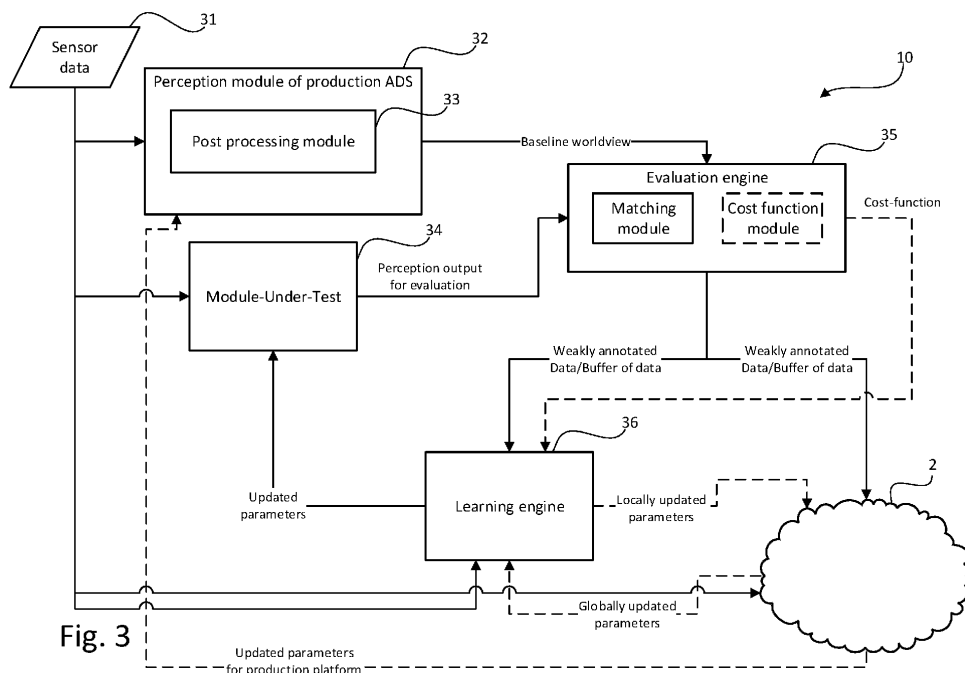 31
Sensor
data
32
Perception module of production ADS
33
Post processing module
10
Baseline worldview
35
Evaluation engine
Matching
module
Cost function
module
Cost-function
34
Module-Under-Test
Perception output
for evaluation
Weakly annotated
Data/Buffer of data
Weakly annotated
Data/Buffer of data
36
Learning engine
Updated
parameters
Locally updated
parameters
2
Globally updated
parameters
Fig. 3
Updated parameters
for production platform